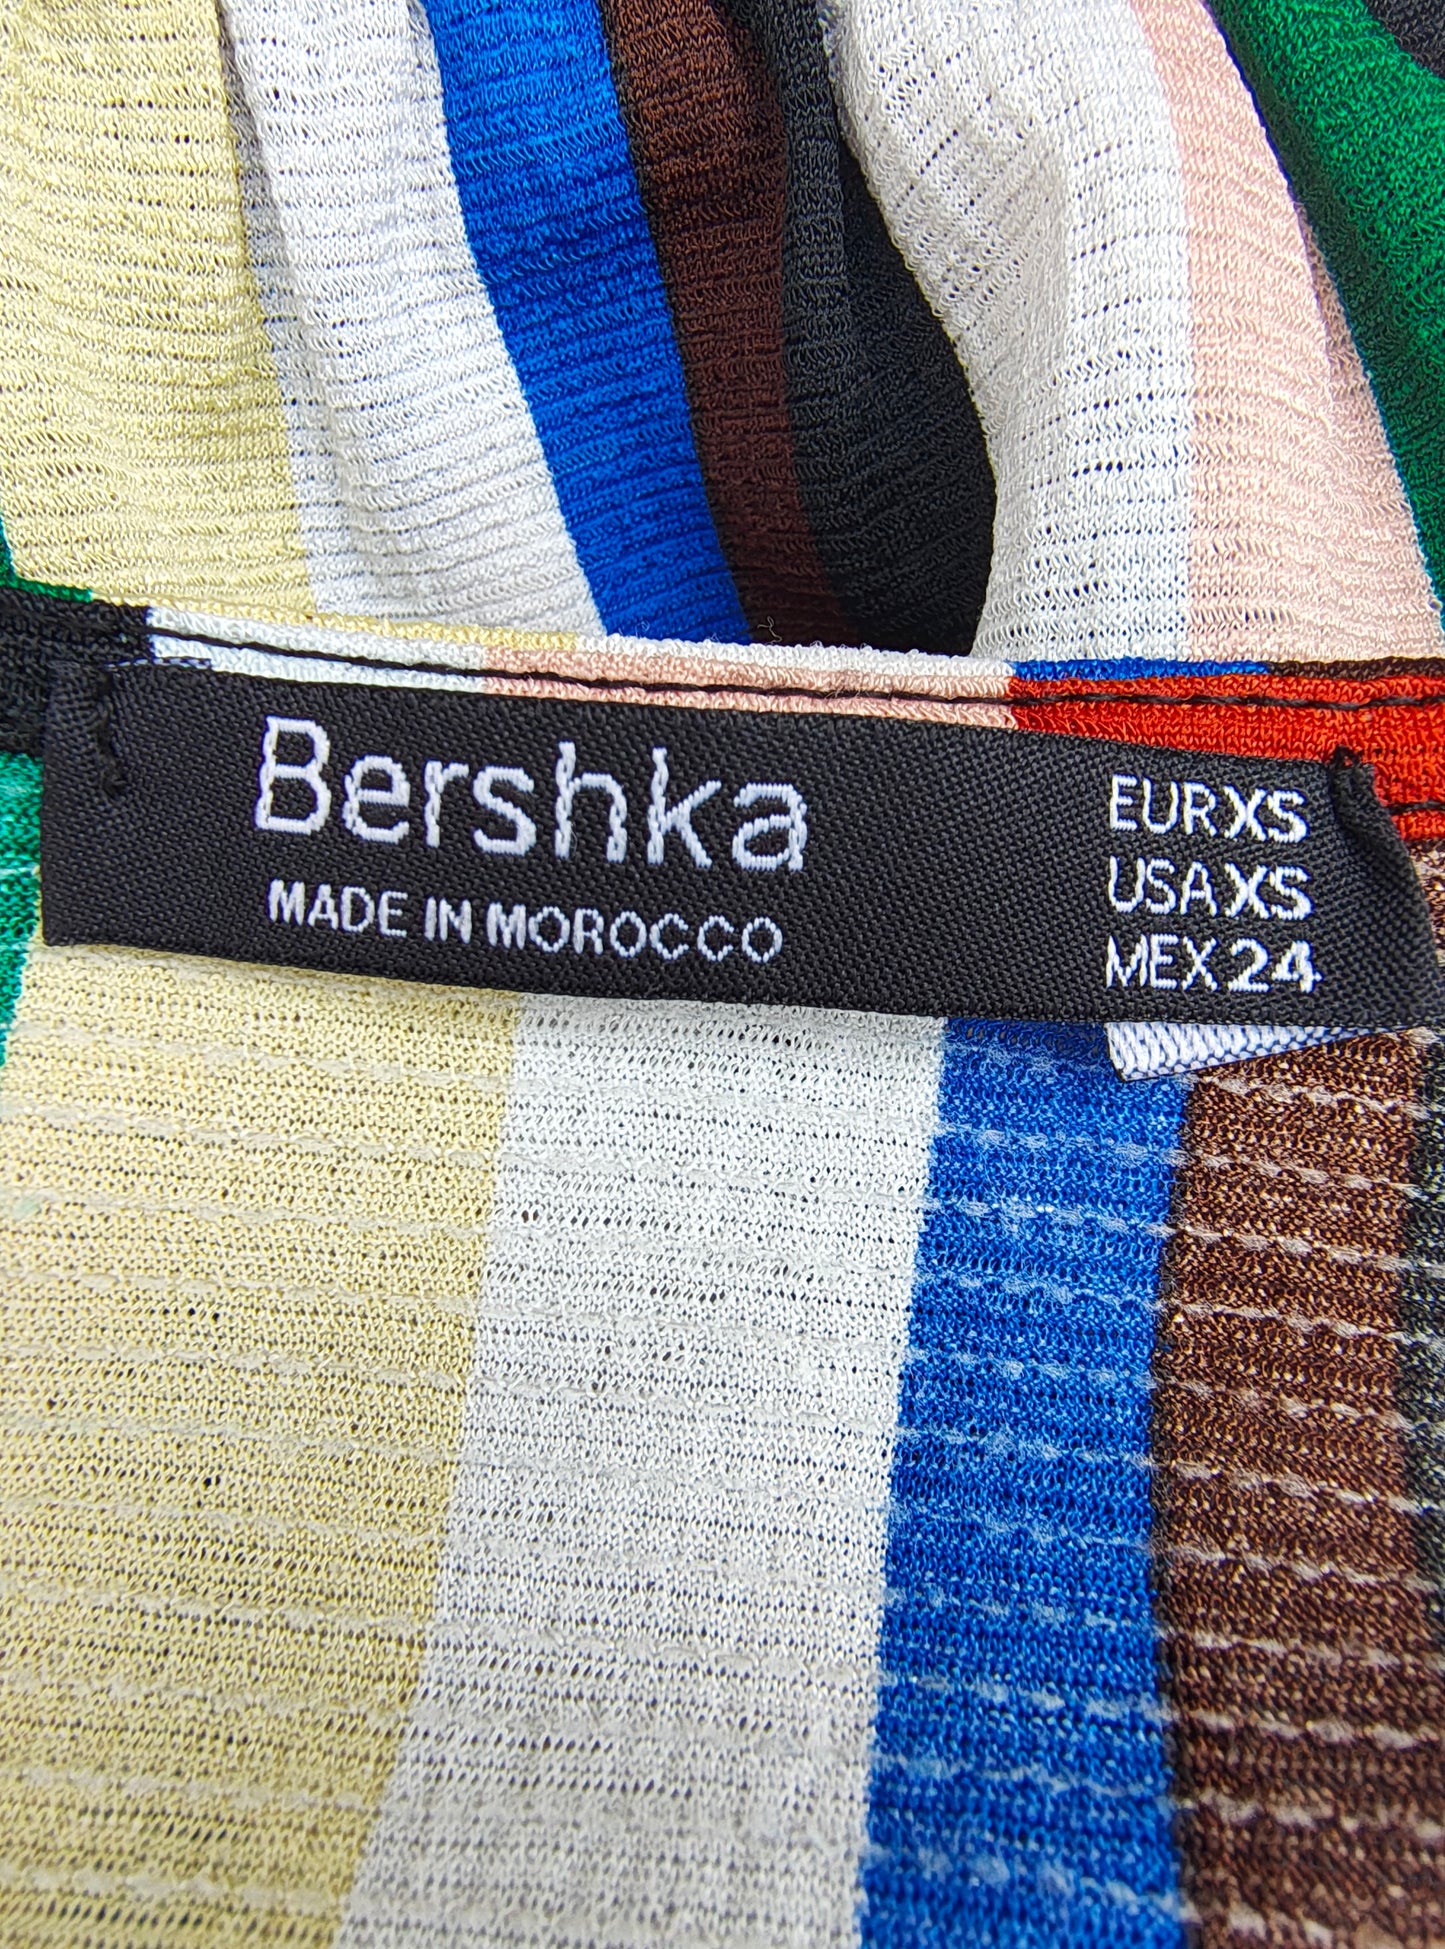 Bershka
MADE IN MOROCCO
EUR XS
USA XS
MEX 24